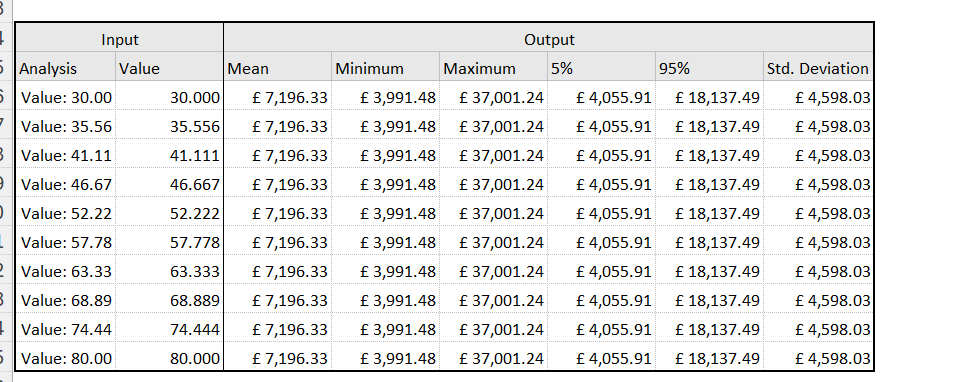 Input Output
Analysis Value Mean Minimum Maximum 5% 95% Std. Deviation
Value: 30.00 30.000 £ 7,196.33 £ 3,991.48 £ 37,001.24 £ 4,055.91 £ 18,137.49 £ 4,598.03
Value: 35.56 35.556 £ 7,196.33 £ 3,991.48 £ 37,001.24 £ 4,055.91 £ 18,137.49 £ 4,598.03
Value: 41.11 41.111 £ 7,196.33 £ 3,991.48 £ 37,001.24 £ 4,055.91 £ 18,137.49 £ 4,598.03
Value: 46.67 46.667 £ 7,196.33 £ 3,991.48 £ 37,001.24 £ 4,055.91 £ 18,137.49 £ 4,598.03
Value: 52.22 52.222 £ 7,196.33 £ 3,991.48 £ 37,001.24 £ 4,055.91 £ 18,137.49 £ 4,598.03
Value: 57.78 57.778 £ 7,196.33 £ 3,991.48 £ 37,001.24 £ 4,055.91 £ 18,137.49 £ 4,598.03
Value: 63.33 63.333 £ 7,196.33 £ 3,991.48 £ 37,001.24 £ 4,055.91 £ 18,137.49 £ 4,598.03
Value: 68.89 68.889 £ 7,196.33 £ 3,991.48 £ 37,001.24 £ 4,055.91 £ 18,137.49 £ 4,598.03
Value: 74.44 74.444 £ 7,196.33 £ 3,991.48 £ 37,001.24 £ 4,055.91 £ 18,137.49 £ 4,598.03
Value: 80.00 80.000 £ 7,196.33 £ 3,991.48 £ 37,001.24 £ 4,055.91 £ 18,137.49 £ 4,598.03